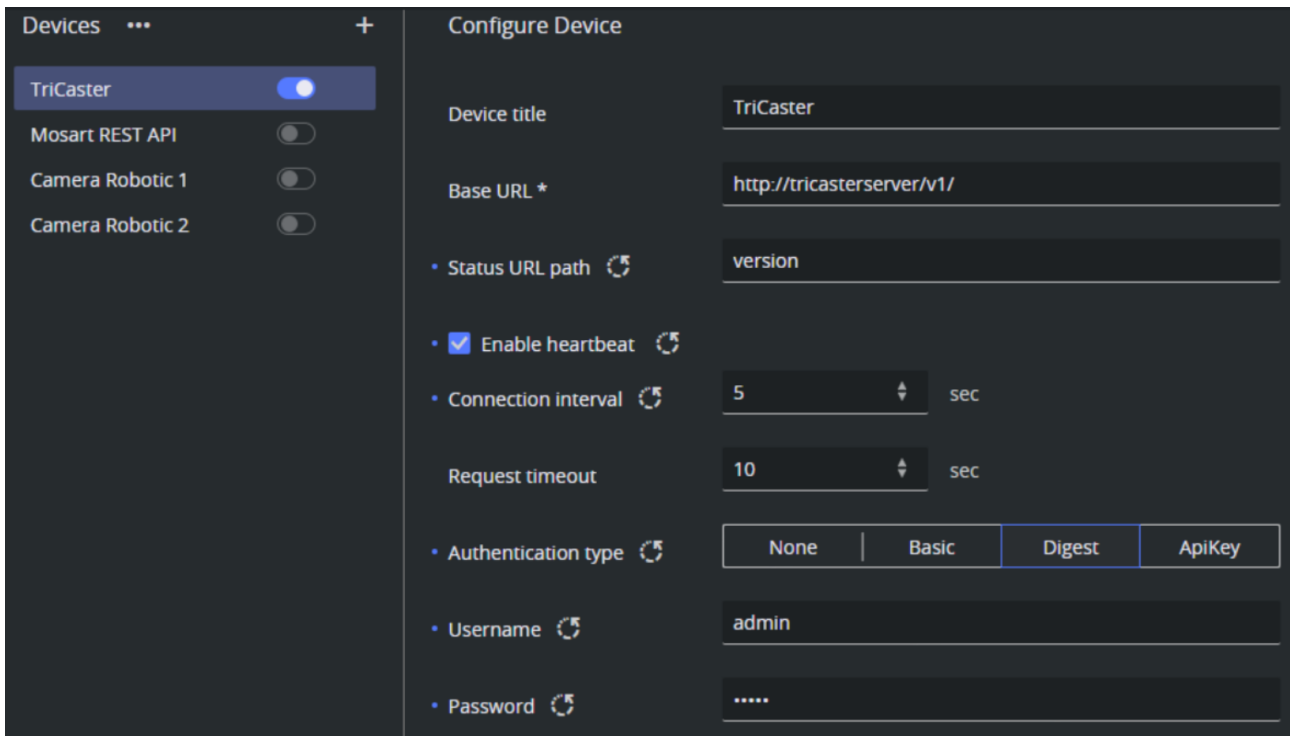 Devices ••• +
TriCaster
Mosart REST API
Camera Robotic 1
Camera Robotic 2
Configure Device
Device title TriCaster
Base URL * http://tricasterserver/v1/
• Status URL path version
• Enable heartbeat
• Connection interval 5 sec
Request timeout 10 sec
• Authentication type None | Basic Digest ApiKey
• Username admin
• Password •••••